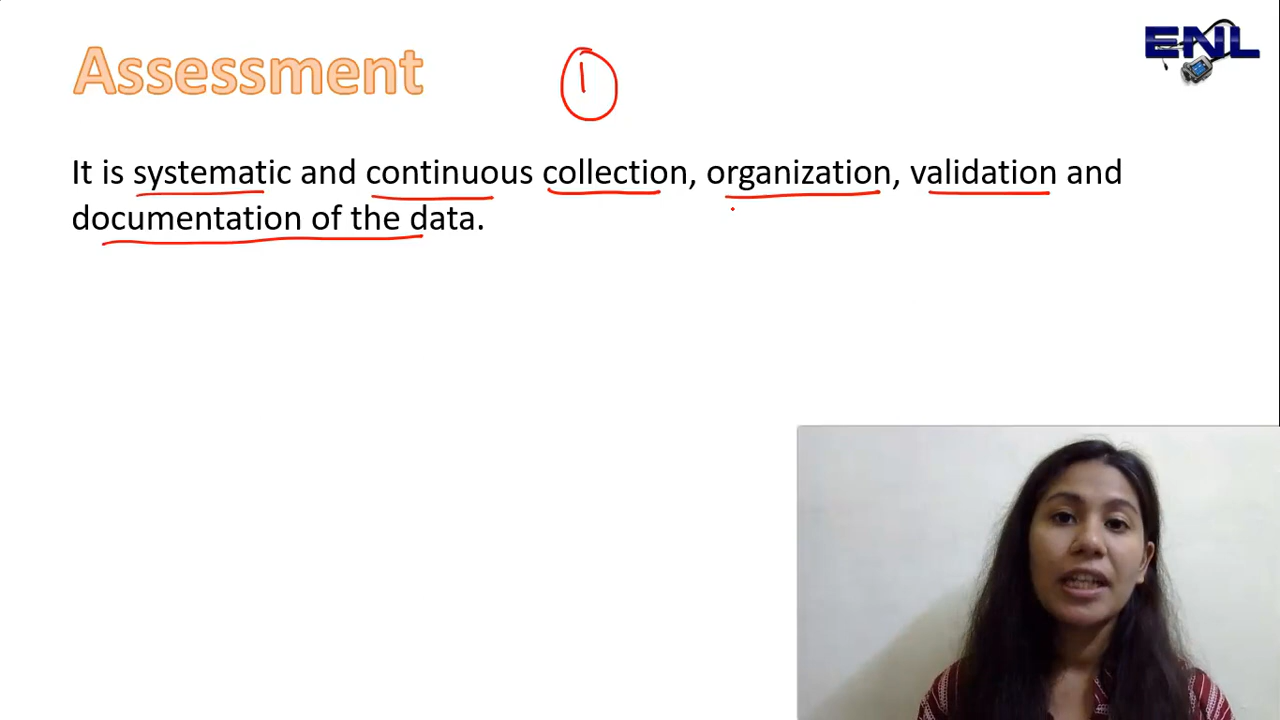 Assessment
1
ENL
It is systematic and continuous collection, organization, validation and
documentation of the data.